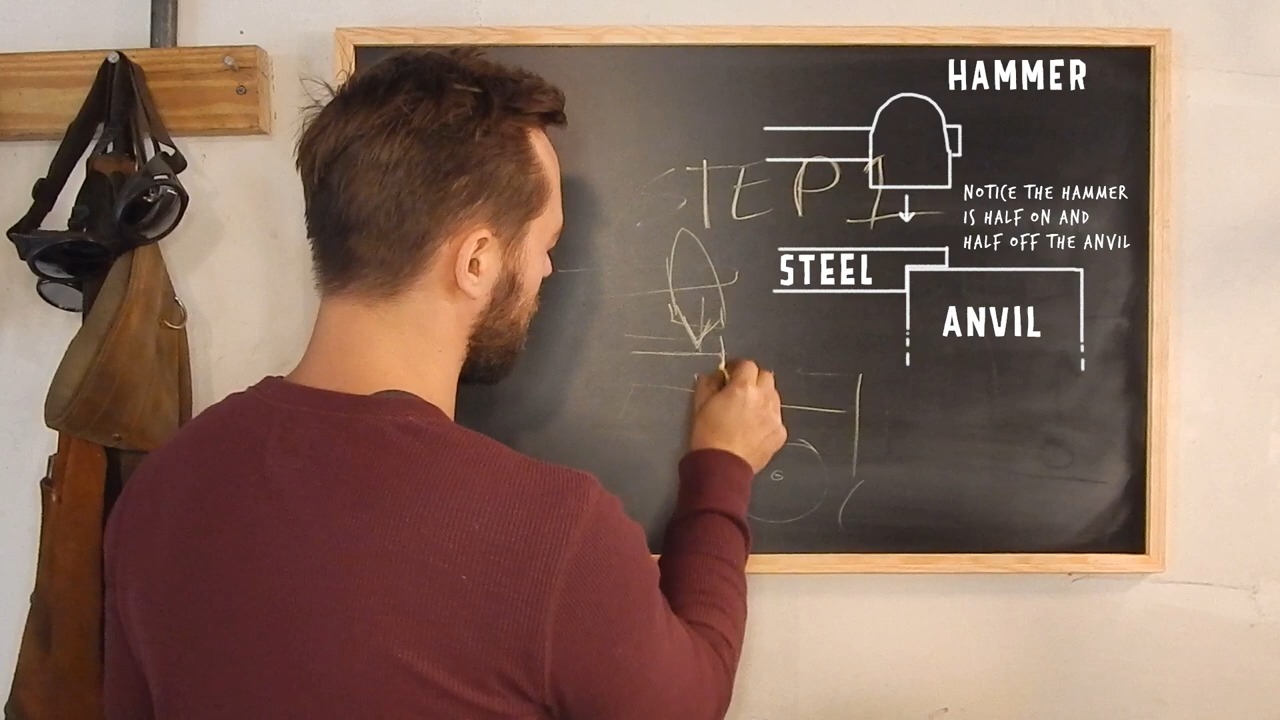 HAMMER
STEP 1
NOTICE THE HAMMER
IS HALF ON AND
HALF OFF THE ANVIL
STEEL
ANVIL